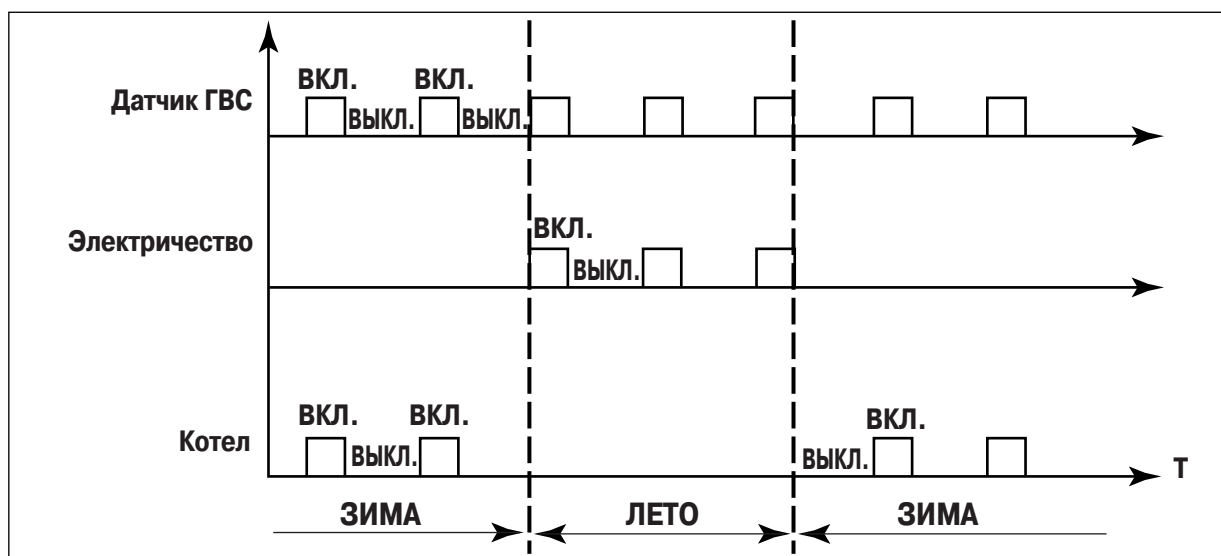 ВКЛ. ВКЛ.
Датчик ГВС
ВЫКЛ. ВЫКЛ.
ВКЛ.
Электричество
ВЫКЛ.
ВКЛ. ВКЛ. ВКЛ.
Котел
ВЫКЛ. ВЫКЛ.
Т
ЗИМА ЛЕТО ЗИМА